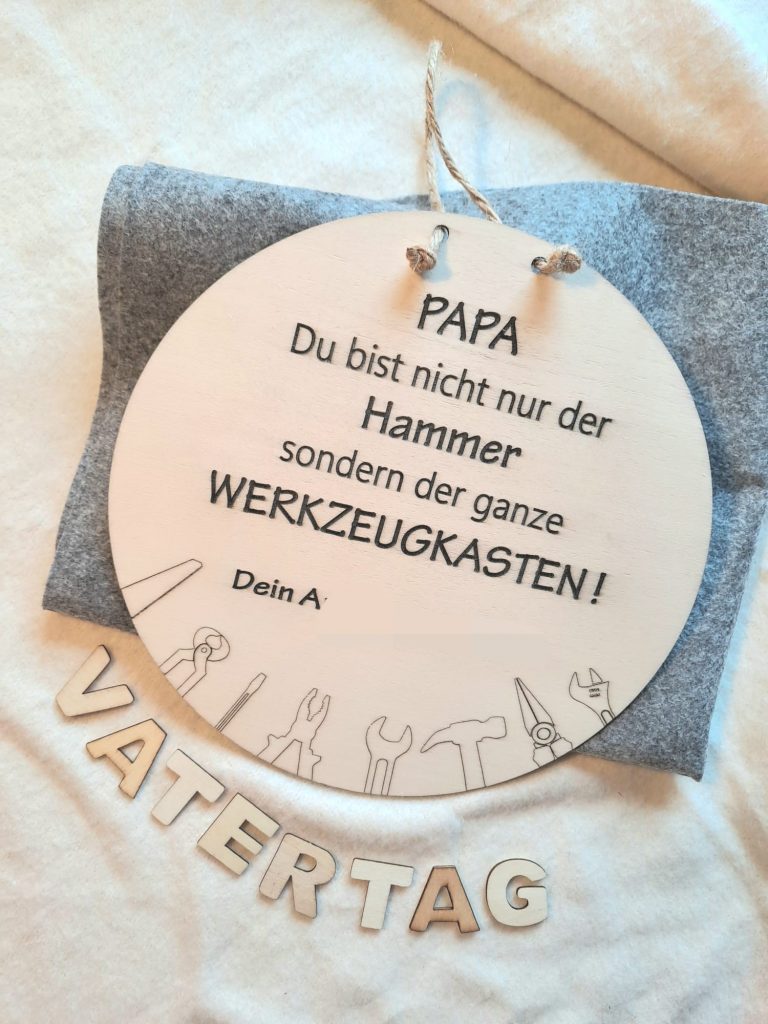 PAPA
Du bist nicht nur der
Hammer
sondern der ganze
WERKZEUGKASTEN!
Dein A
VATERTAG